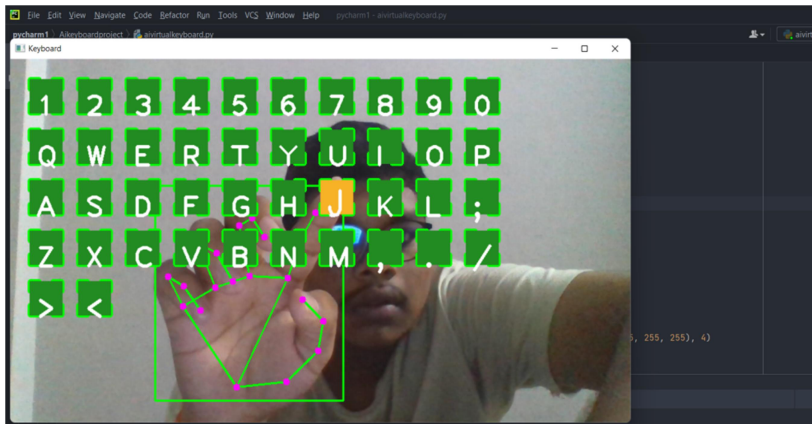 File Edit View Navigate Code Refactor Run Tools VCS Window Help pycharm1 - aivirtualkeyboard.py
pycharm1 Aikeyboardproject aivirtualkeyboard.py
aivirt
Keyboard
1 2 3 4 5 6 7 8 9 0
Q W E R T Y U I O P
A S D F G H J K L ;
Z X C V B N M , . /
> <
, 255, 255), 4)